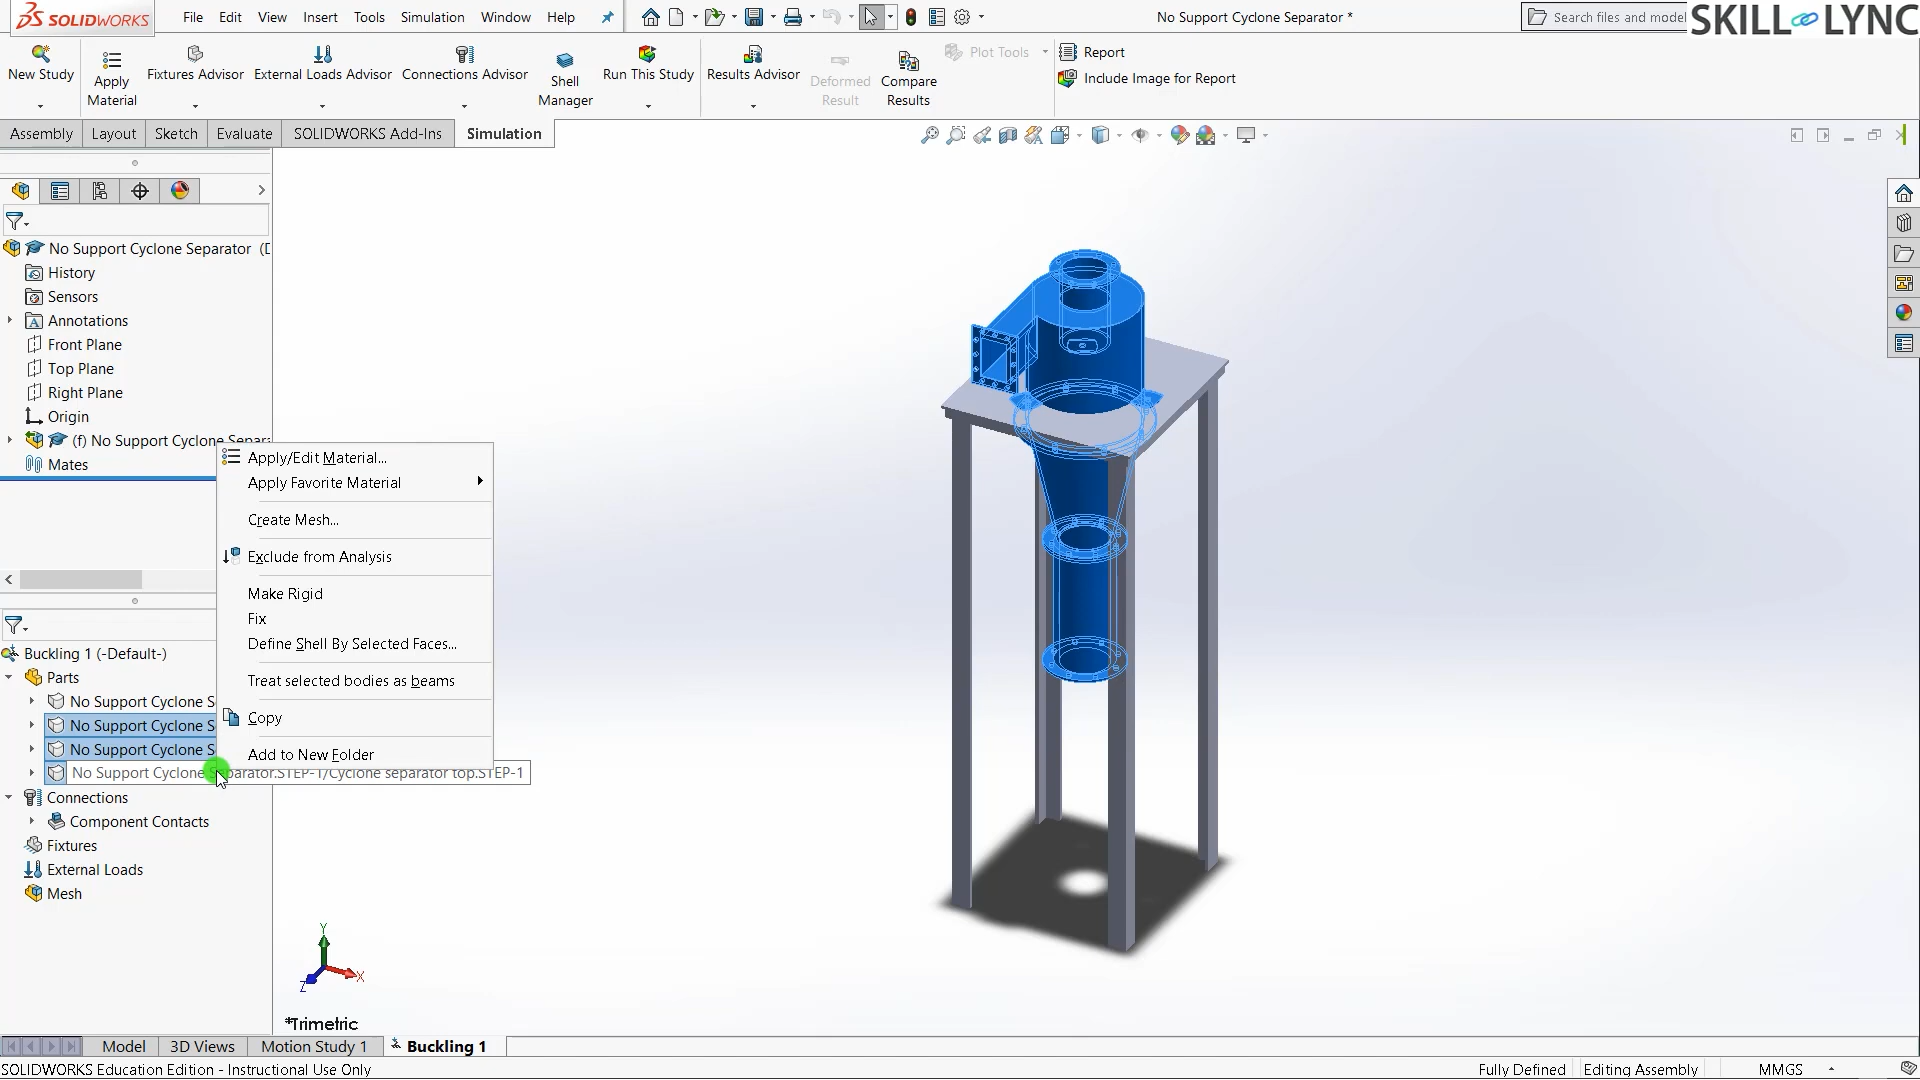 SOLIDWORKS
File Edit View Insert Tools Simulation Window Help
No Support Cyclone Separator *
Search files and model
SKILL LYNC
New Study
Apply Material
Fixtures Advisor
External Loads Advisor
Connections Advisor
Shell Manager
Run This Study
Results Advisor
Deformed Result
Compare Results
Plot Tools
Report
Include Image for Report
Assembly Layout Sketch Evaluate SOLIDWORKS Add-Ins Simulation
No Support Cyclone Separator (D
History
Sensors
Annotations
Front Plane
Top Plane
Right Plane
Origin
(f) No Support Cyclone Separa
Mates
Apply/Edit Material...
Apply Favorite Material
Create Mesh...
Exclude from Analysis
Make Rigid
Fix
Define Shell By Selected Faces...
Treat selected bodies as beams
Copy
Add to New Folder
Buckling 1 (-Default-)
Parts
No Support Cyclone S
No Support Cyclone S
No Support Cyclone S
No Support Cyclone Separator.STEP-1/Cyclone separator top.STEP-1
Connections
Component Contacts
Fixtures
External Loads
Mesh
Y
X
Z
*Trimetric
Model 3D Views Motion Study 1 Buckling 1
SOLIDWORKS Education Edition - Instructional Use Only
Fully Defined Editing Assembly MMGS